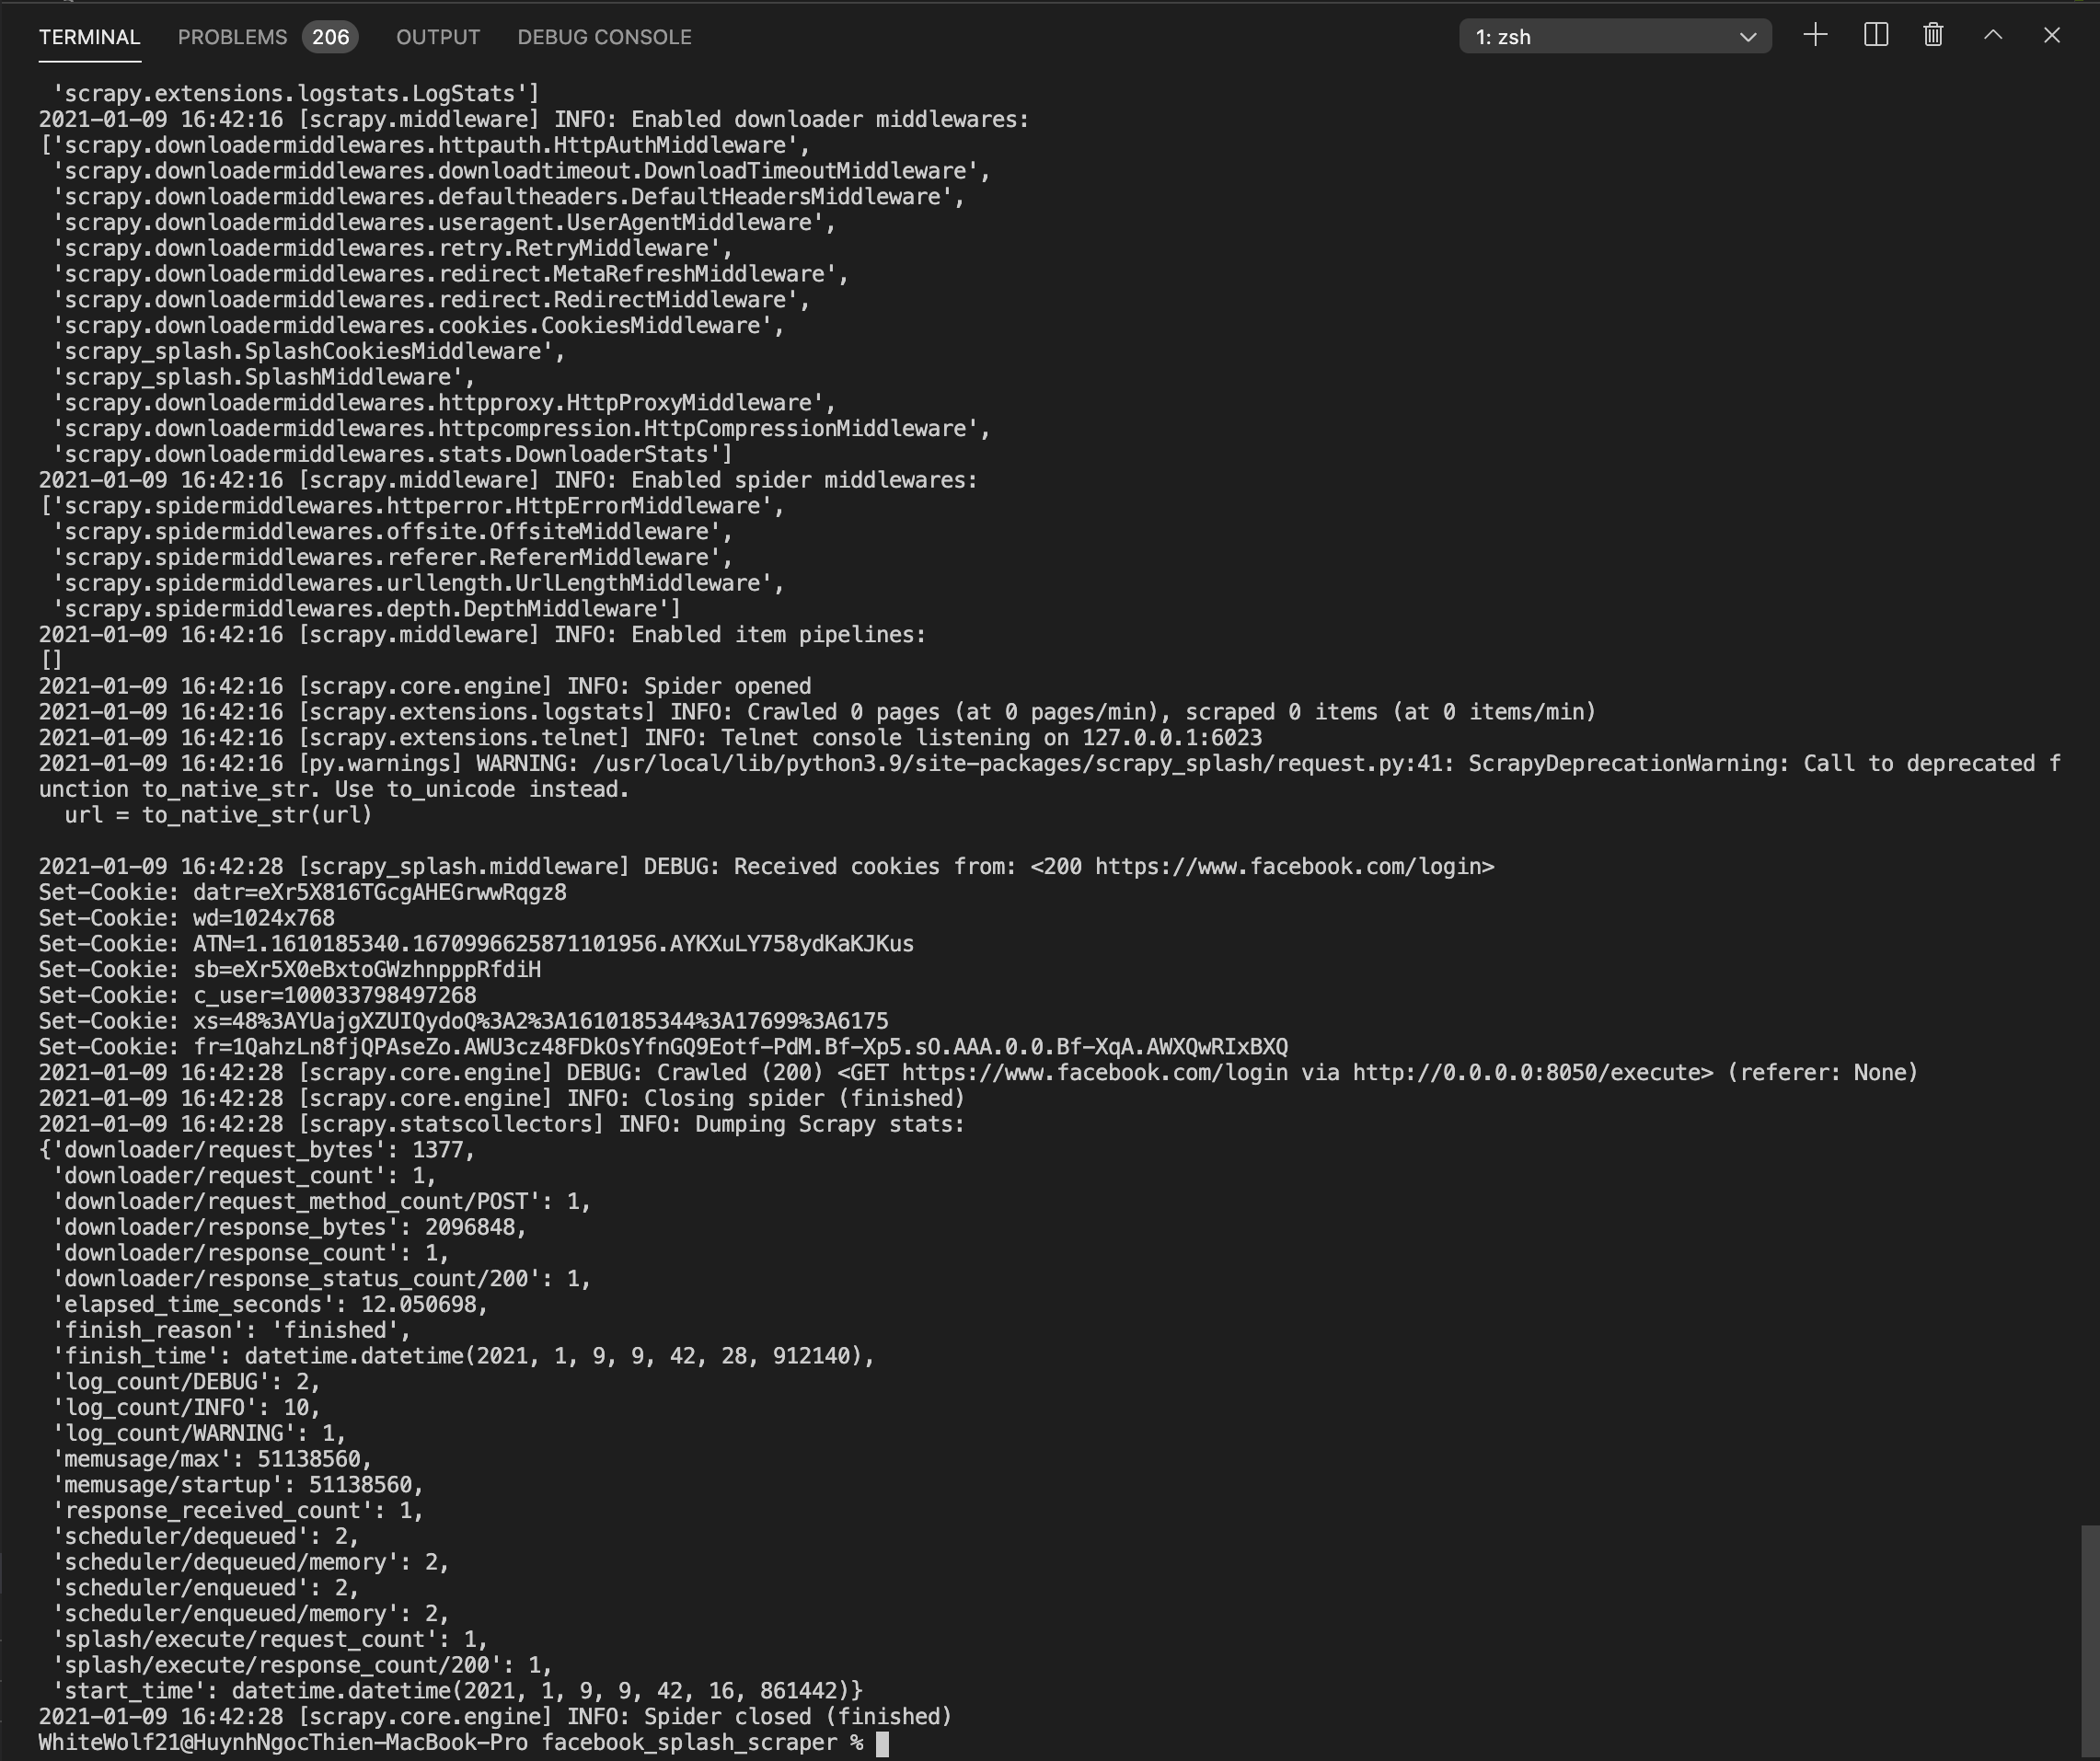 TERMINAL PROBLEMS 206 OUTPUT DEBUG CONSOLE 1: zsh
'scrapy.extensions.logstats.LogStats']
2021-01-09 16:42:16 [scrapy.middleware] INFO: Enabled downloader middlewares:
['scrapy.downloadermiddlewares.httpauth.HttpAuthMiddleware',
'scrapy.downloadermiddlewares.downloadtimeout.DownloadTimeoutMiddleware',
'scrapy.downloadermiddlewares.defaultheaders.DefaultHeadersMiddleware',
'scrapy.downloadermiddlewares.useragent.UserAgentMiddleware',
'scrapy.downloadermiddlewares.retry.RetryMiddleware',
'scrapy.downloadermiddlewares.redirect.MetaRefreshMiddleware',
'scrapy.downloadermiddlewares.redirect.RedirectMiddleware',
'scrapy.downloadermiddlewares.cookies.CookiesMiddleware',
'scrapy_splash.SplashCookiesMiddleware',
'scrapy_splash.SplashMiddleware',
'scrapy.downloadermiddlewares.httpproxy.HttpProxyMiddleware',
'scrapy.downloadermiddlewares.httpcompression.HttpCompressionMiddleware',
'scrapy.downloadermiddlewares.stats.DownloaderStats']
2021-01-09 16:42:16 [scrapy.middleware] INFO: Enabled spider middlewares:
['scrapy.spidermiddlewares.httperror.HttpErrorMiddleware',
'scrapy.spidermiddlewares.offsite.OffsiteMiddleware',
'scrapy.spidermiddlewares.referer.RefererMiddleware',
'scrapy.spidermiddlewares.urllength.UrlLengthMiddleware',
'scrapy.spidermiddlewares.depth.DepthMiddleware']
2021-01-09 16:42:16 [scrapy.middleware] INFO: Enabled item pipelines:
[]
2021-01-09 16:42:16 [scrapy.core.engine] INFO: Spider opened
2021-01-09 16:42:16 [scrapy.extensions.logstats] INFO: Crawled 0 pages (at 0 pages/min), scraped 0 items (at 0 items/min)
2021-01-09 16:42:16 [scrapy.extensions.telnet] INFO: Telnet console listening on 127.0.0.1:6023
2021-01-09 16:42:16 [py.warnings] WARNING: /usr/local/lib/python3.9/site-packages/scrapy_splash/request.py:41: ScrapyDeprecationWarning: Call to deprecated f
unction to_native_str. Use to_unicode instead.
url = to_native_str(url)
2021-01-09 16:42:28 [scrapy_splash.middleware] DEBUG: Received cookies from: <200 https://www.facebook.com/login>
Set-Cookie: datr=eXr5X816TGcgAHEGrwwRqgz8
Set-Cookie: wd=1024x768
Set-Cookie: ATN=1.1610185340.1670996625871101956.AYKXuLY758ydKaKJKus
Set-Cookie: sb=eXr5X0eBxtoGWzhnpppRfdiH
Set-Cookie: c_user=100033798497268
Set-Cookie: xs=48%3AYUajgXZUIQydoQ%3A2%3A1610185344%3A17699%3A6175
Set-Cookie: fr=1QahzLn8fjQPAseZo.AWU3cz48FDkOsYfnGQ9Eotf-PdM.Bf-Xp5.sO.AAA.0.0.Bf-XqA.AWXQwRIxBXQ
2021-01-09 16:42:28 [scrapy.core.engine] DEBUG: Crawled (200) <GET https://www.facebook.com/login via http://0.0.0.0:8050/execute> (referer: None)
2021-01-09 16:42:28 [scrapy.core.engine] INFO: Closing spider (finished)
2021-01-09 16:42:28 [scrapy.statscollectors] INFO: Dumping Scrapy stats:
{'downloader/request_bytes': 1377,
'downloader/request_count': 1,
'downloader/request_method_count/POST': 1,
'downloader/response_bytes': 2096848,
'downloader/response_count': 1,
'downloader/response_status_count/200': 1,
'elapsed_time_seconds': 12.050698,
'finish_reason': 'finished',
'finish_time': datetime.datetime(2021, 1, 9, 9, 42, 28, 912140),
'log_count/DEBUG': 2,
'log_count/INFO': 10,
'log_count/WARNING': 1,
'memusage/max': 51138560,
'memusage/startup': 51138560,
'response_received_count': 1,
'scheduler/dequeued': 2,
'scheduler/dequeued/memory': 2,
'scheduler/enqueued': 2,
'scheduler/enqueued/memory': 2,
'splash/execute/request_count': 1,
'splash/execute/response_count/200': 1,
'start_time': datetime.datetime(2021, 1, 9, 9, 42, 16, 861442)}
2021-01-09 16:42:28 [scrapy.core.engine] INFO: Spider closed (finished)
WhiteWolf21@HuynhNgocThien-MacBook-Pro facebook_splash_scraper %